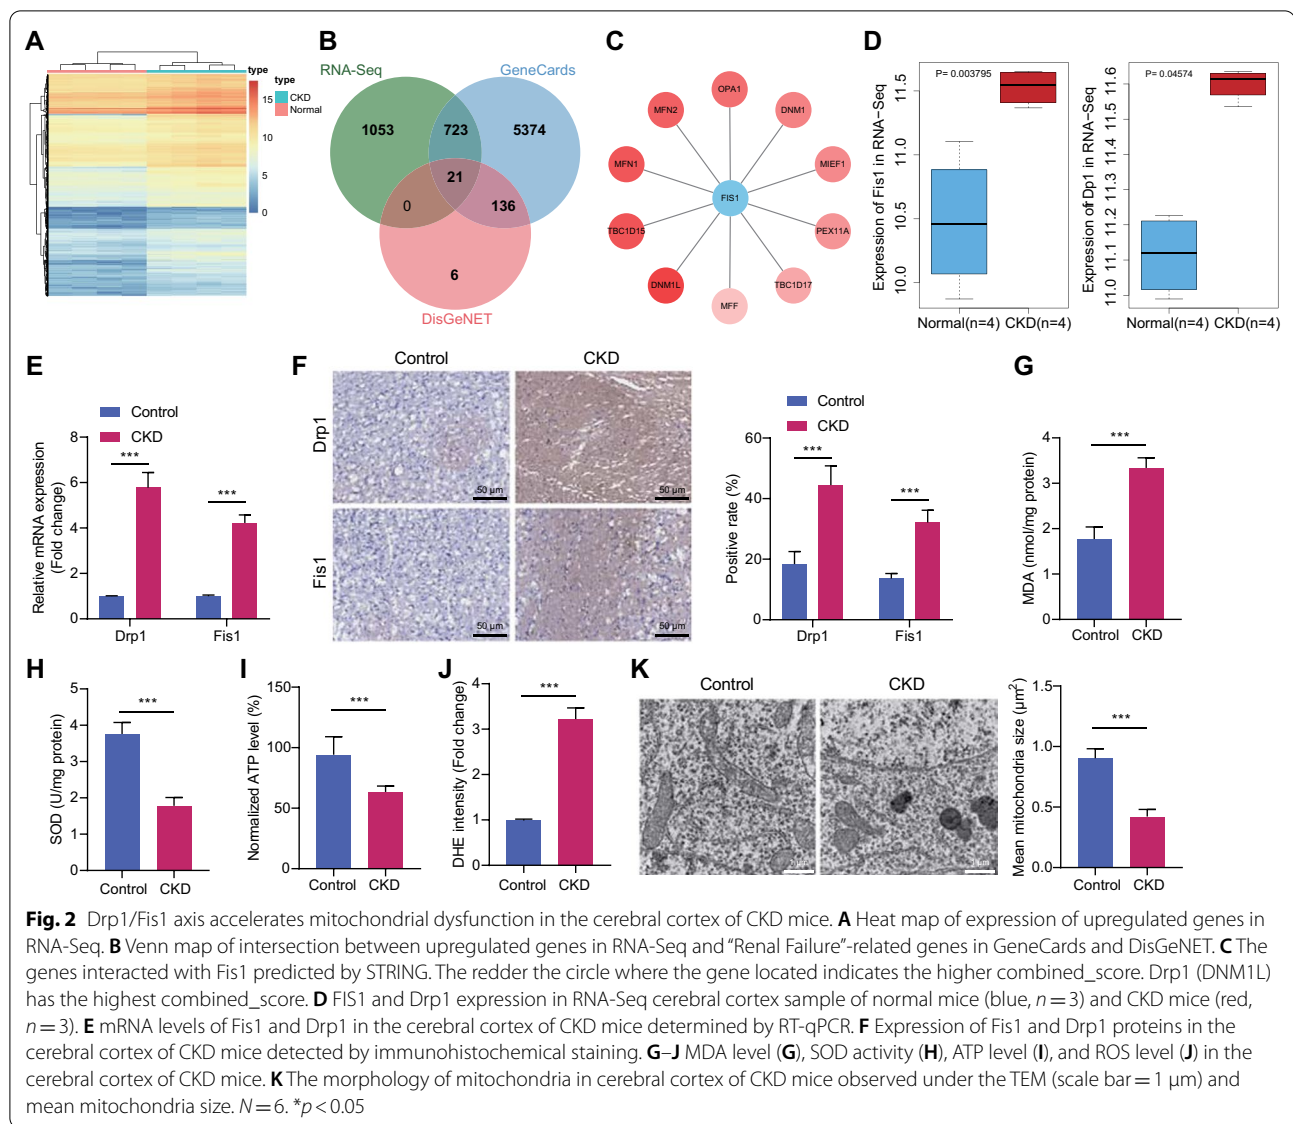 A
type
type
CKD
Normal
15
10
5
0
B
RNA-Seq
GeneCards
1053
723
5374
21
0
136
6
DisGeNET
C
OPA1
MFN2
DNM1
MFN1
MIEF1
FIS1
TBC1D15
PEX11A
DNM1L
TBC1D17
MFF
D
Expression of Fis1 in RNA−Seq
P= 0.003795
11.5
11.0
10.5
10.0
Normal(n=4) CKD(n=4)
Expression of Dp1 in RNA−Seq
P= 0.04574
11.6
11.5
11.4
11.3
11.2
11.1
11.0
Normal(n=4) CKD(n=4)
E
Control
CKD
Relative mRNA expression
(Fold change)
8
6
4
2
0
***
***
Drp1
Fis1
F
Control
CKD
Drp1
50 µm
50 µm
Fis1
50 µm
50 µm
Control
CKD
Positive rate (%)
60
40
20
0
***
***
Drp1
Fis1
G
MDA (nmol/mg protein)
4
3
2
1
0
***
Control
CKD
H
SOD (U/mg protein)
5
4
3
2
1
0
***
Control
CKD
I
Normalized ATP level (%)
150
100
50
0
***
Control
CKD
J
DHE intensity (Fold change)
4
3
2
1
0
***
Control
CKD
K
Control
CKD
Mean mitochondria size (µm²)
1.5
1.0
0.5
0.0
***
Control
CKD
Fig. 2 Drp1/Fis1 axis accelerates mitochondrial dysfunction in the cerebral cortex of CKD mice. A Heat map of expression of upregulated genes in
RNA-Seq. B Venn map of intersection between upregulated genes in RNA-Seq and “Renal Failure”-related genes in GeneCards and DisGeNET. C The
genes interacted with Fis1 predicted by STRING. The redder the circle where the gene located indicates the higher combined_score. Drp1 (DNM1L)
has the highest combined_score. D FIS1 and Drp1 expression in RNA-Seq cerebral cortex sample of normal mice (blue, n = 3) and CKD mice (red,
n = 3). E mRNA levels of Fis1 and Drp1 in the cerebral cortex of CKD mice determined by RT-qPCR. F Expression of Fis1 and Drp1 proteins in the
cerebral cortex of CKD mice detected by immunohistochemical staining. G–J MDA level (G), SOD activity (H), ATP level (I), and ROS level (J) in the
cerebral cortex of CKD mice. K The morphology of mitochondria in cerebral cortex of CKD mice observed under the TEM (scale bar = 1 µm) and
mean mitochondria size. N = 6. *p < 0.05